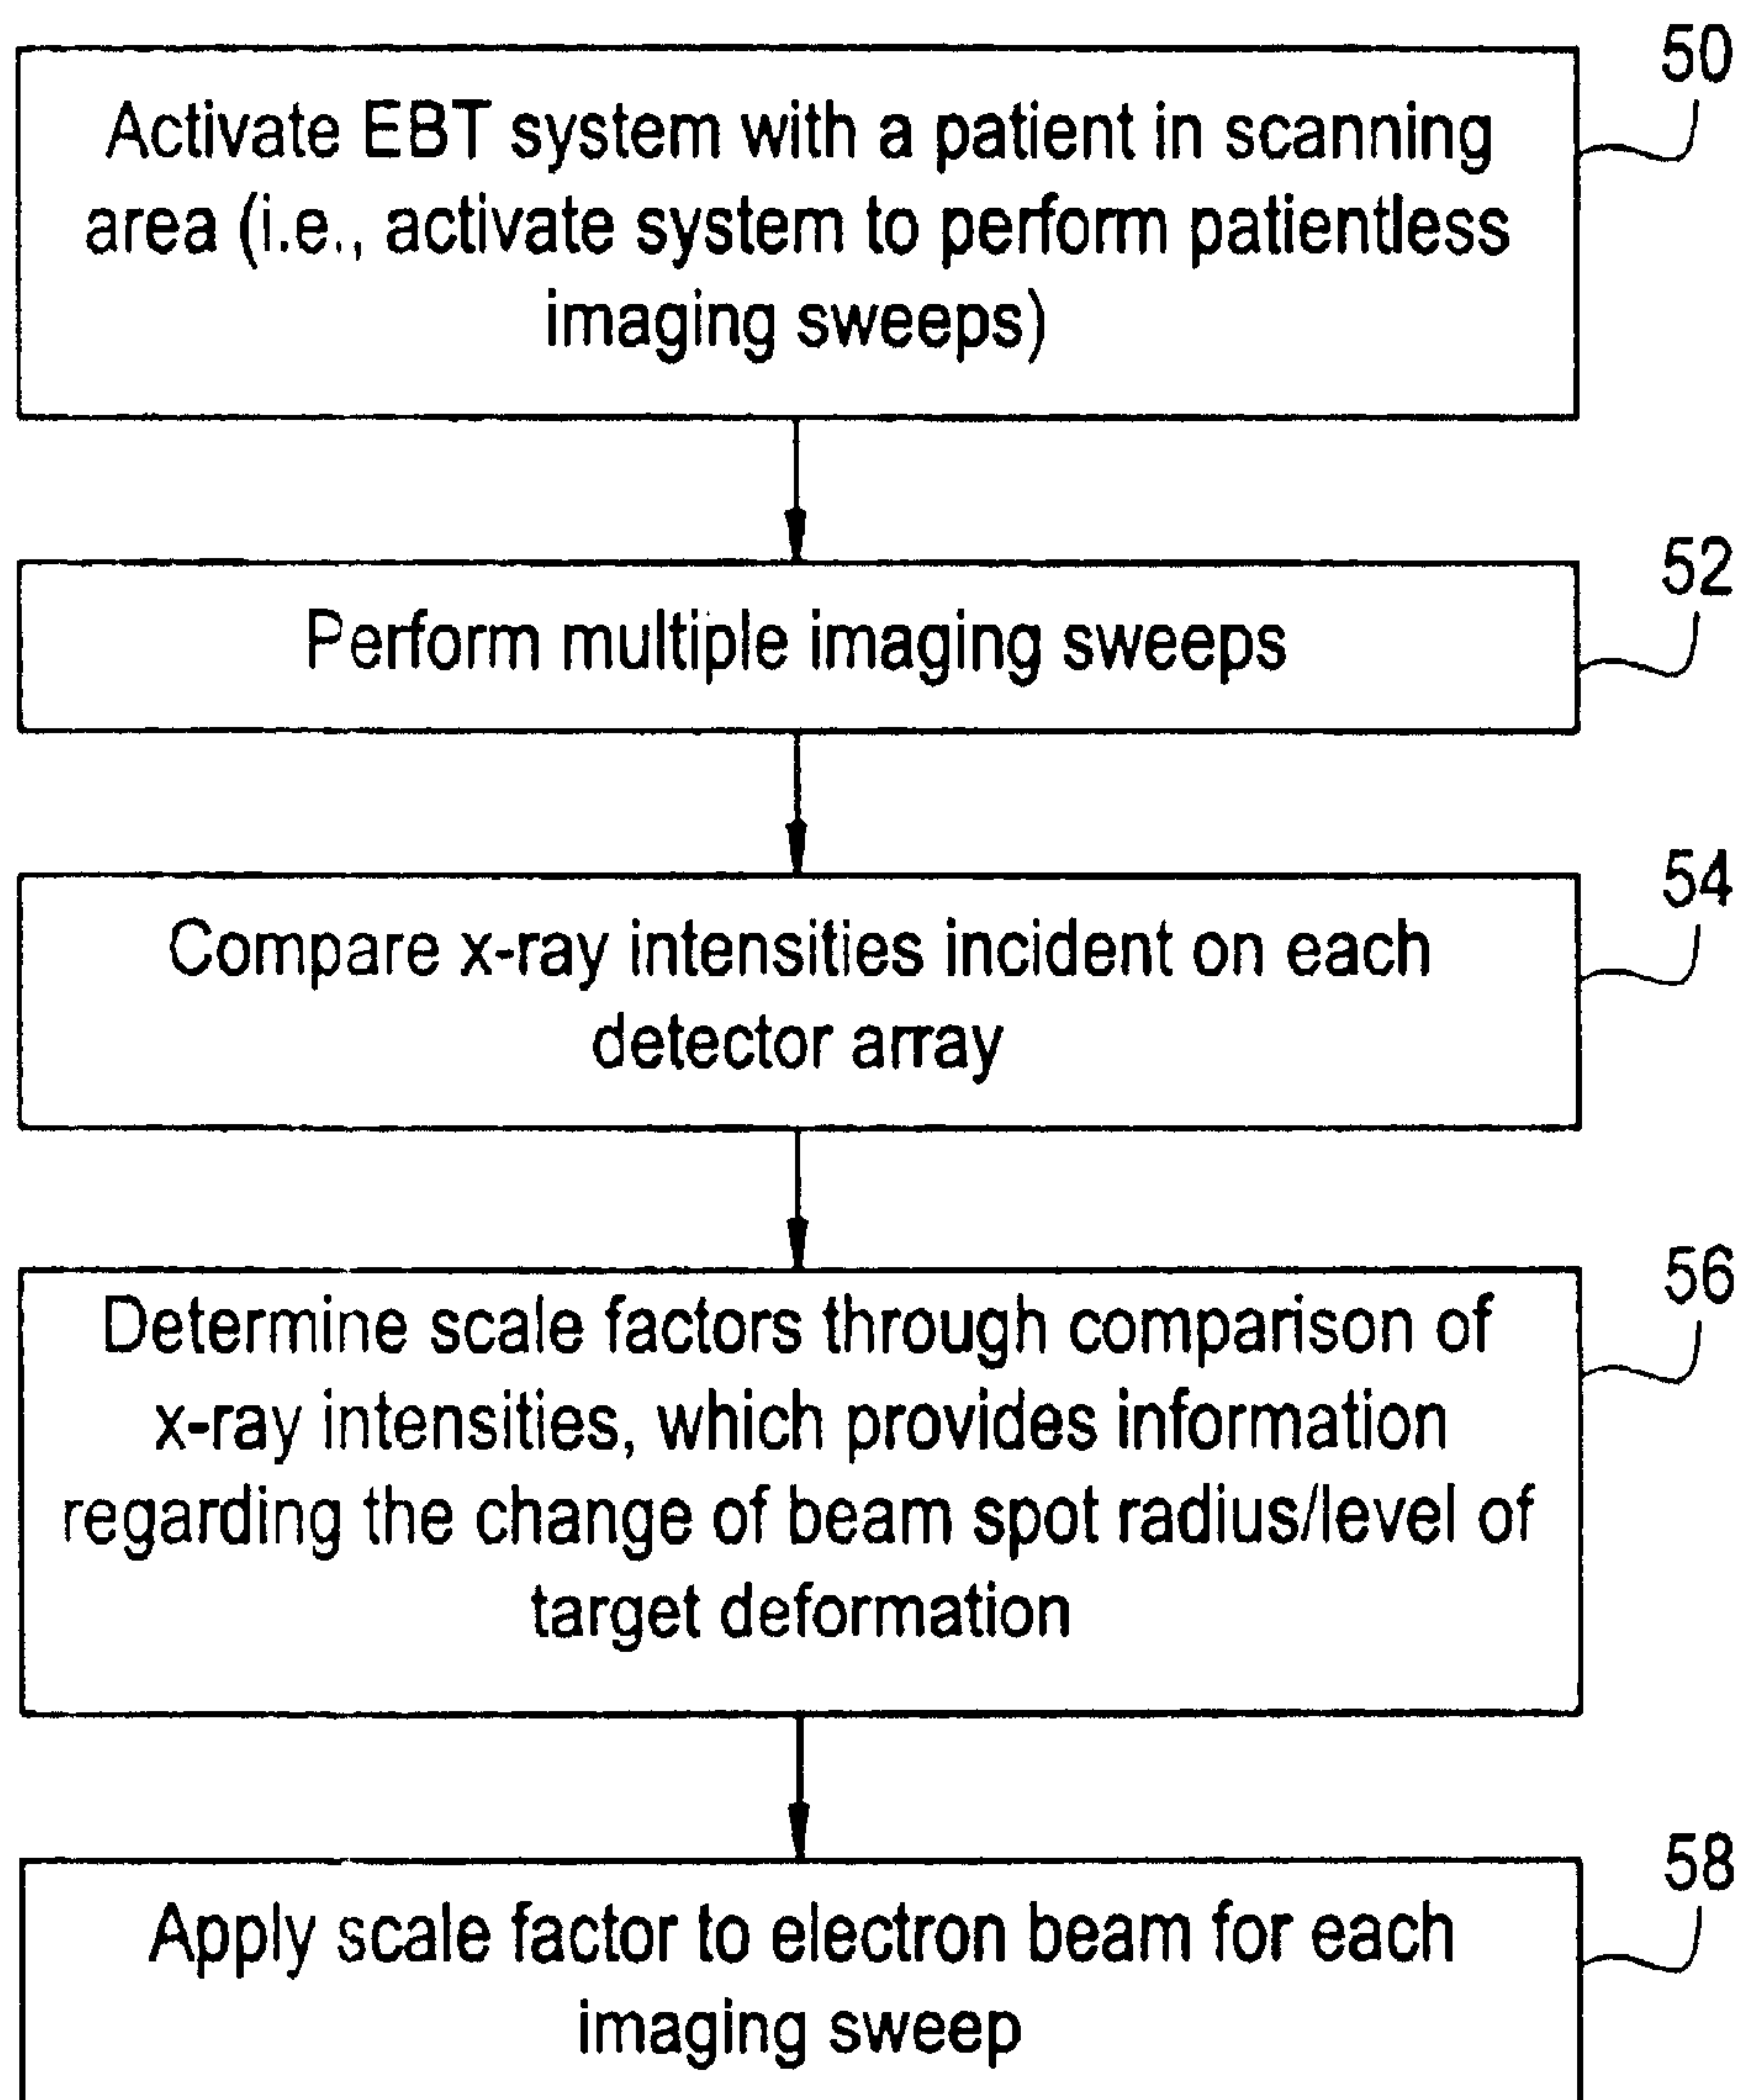 50
Activate EBT system with a patient in scanning
area (i.e., activate system to perform patientless
imaging sweeps)
52
Perform multiple imaging sweeps
54
Compare x-ray intensities incident on each
detector array
56
Determine scale factors through comparison of
x-ray intensities, which provides information
regarding the change of beam spot radius/level of
target deformation
58
Apply scale factor to electron beam for each
imaging sweep